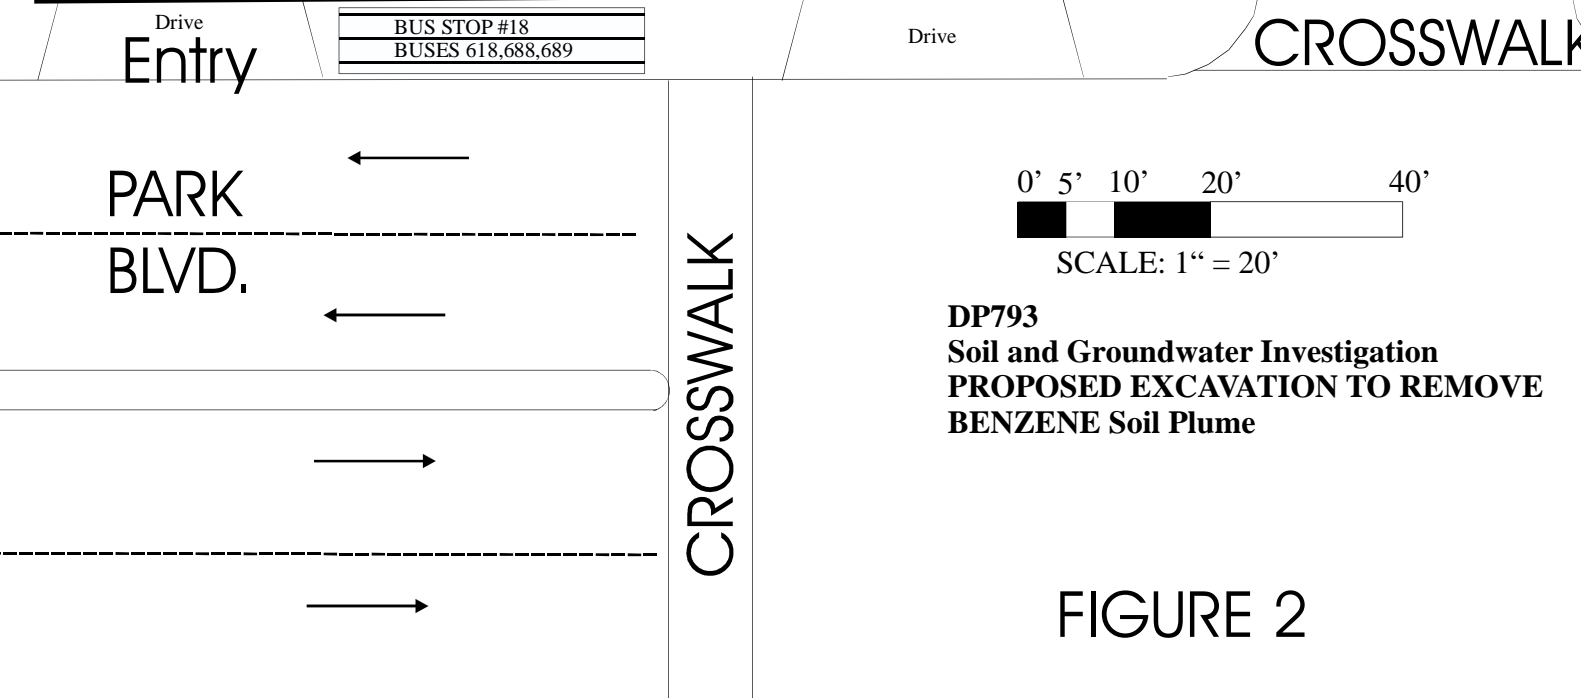 Drive
Entry
BUS STOP #18
BUSES 618,688,689
Drive
CROSSWALK
PARK
BLVD.
CROSSWALK
0’ 5’ 10’ 20’ 40’
SCALE: 1“ = 20’
DP793
Soil and Groundwater Investigation
PROPOSED EXCAVATION TO REMOVE
BENZENE Soil Plume
FIGURE 2